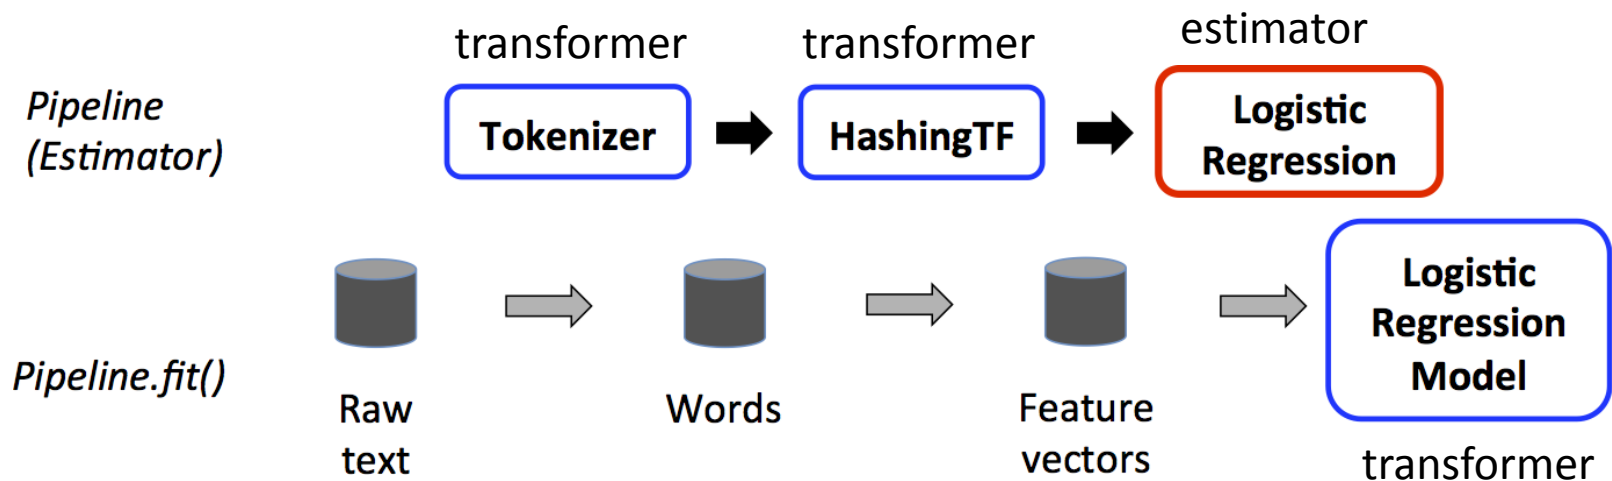 transformer
transformer
estimator
Pipeline
(Estimator)
Tokenizer
HashingTF
Logistic
Regression
Pipeline.fit()
Raw
text
Words
Feature
vectors
Logistic
Regression
Model
transformer